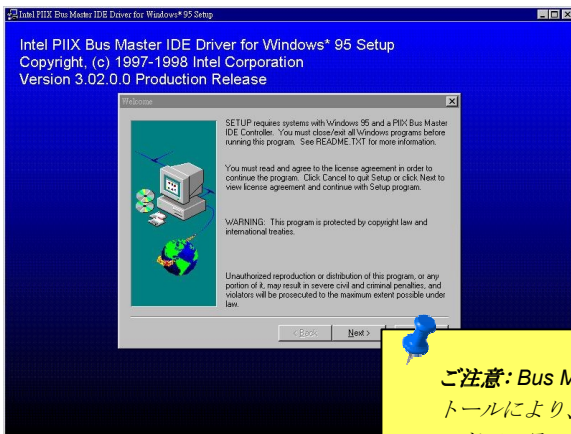 Intel PIIX Bus Master IDE Driver for Windows* 95 Setup
Intel PIIX Bus Master IDE Driver for Windows* 95 Setup
Copyright, (c) 1997-1998 Intel Corporation
Version 3.02.0.0 Production Release
Welcome
SETUP requires systems with Windows 95 and a PIIX Bus Master
IDE Controller. You must close/exit all Windows programs before
running this program. See README.TXT for more information.
You must read and agree to the license agreement in order to
continue the program. Click Cancel to quit Setup or click Next to
view license agreement and continue with Setup program.
WARNING: This program is protected by copyright law and
international treaties.
Unauthorized reproduction or distribution of this program, or any
portion of it, may result in severe civil and criminal penalties, and
violators will be prosecuted to the maximum extent possible under
law.
< Back Next >
ご注意: Bus M
トールにより、